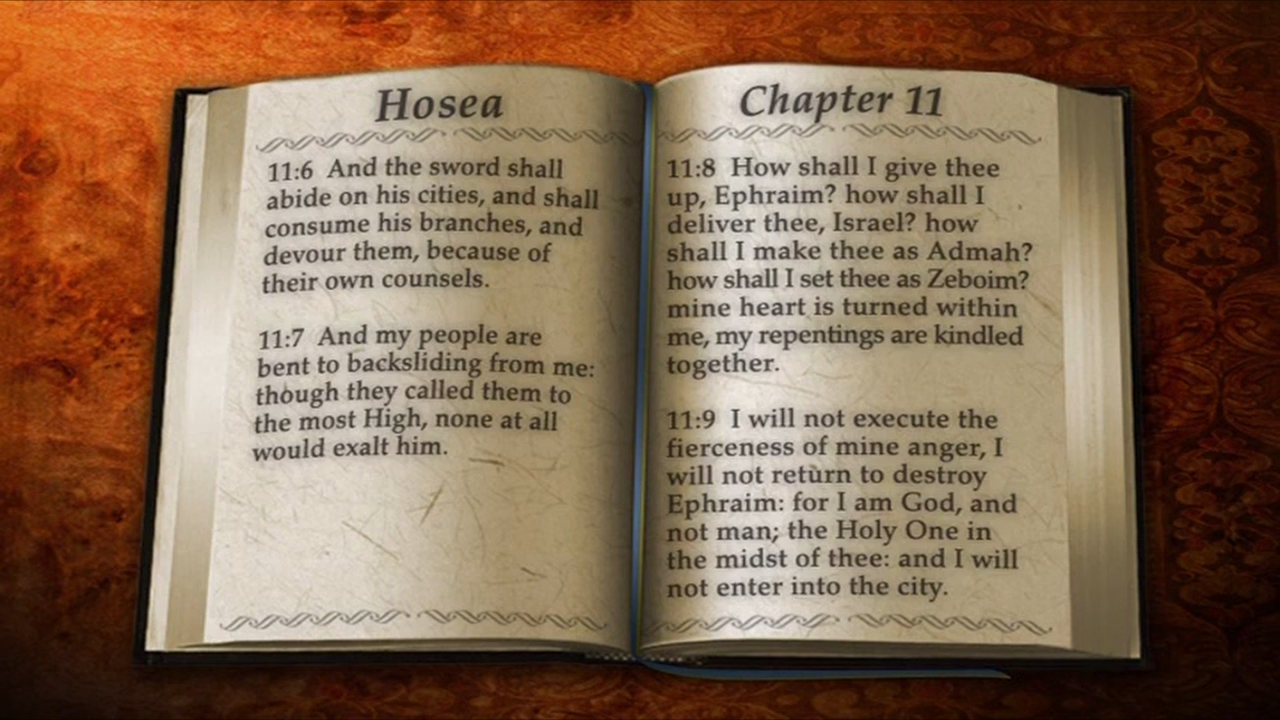 Hosea
11:6 And the sword shall
abide on his cities, and shall
consume his branches, and
devour them, because of
their own counsels.
11:7 And my people are
bent to backsliding from me:
though they called them to
the most High, none at all
would exalt him.
Chapter 11
11:8 How shall I give thee
up, Ephraim? how shall I
deliver thee, Israel? how
shall I make thee as Admah?
how shall I set thee as Zeboim?
mine heart is turned within
me, my repentings are kindled
together.
11:9 I will not execute the
fierceness of mine anger, I
will not return to destroy
Ephraim: for I am God, and
not man; the Holy One in
the midst of thee: and I will
not enter into the city.